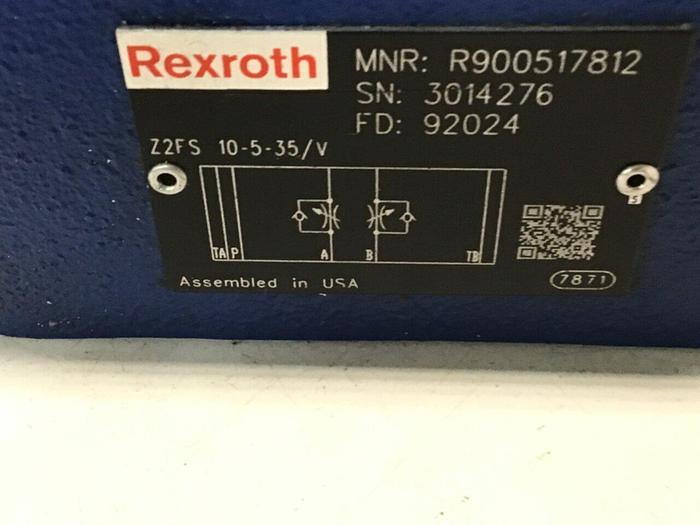 Rexroth
MNR: R900517812
SN: 3014276
FD: 92024
Z2FS 10-5-35/V
TA P A B TB
S
Assembled in USA
7871